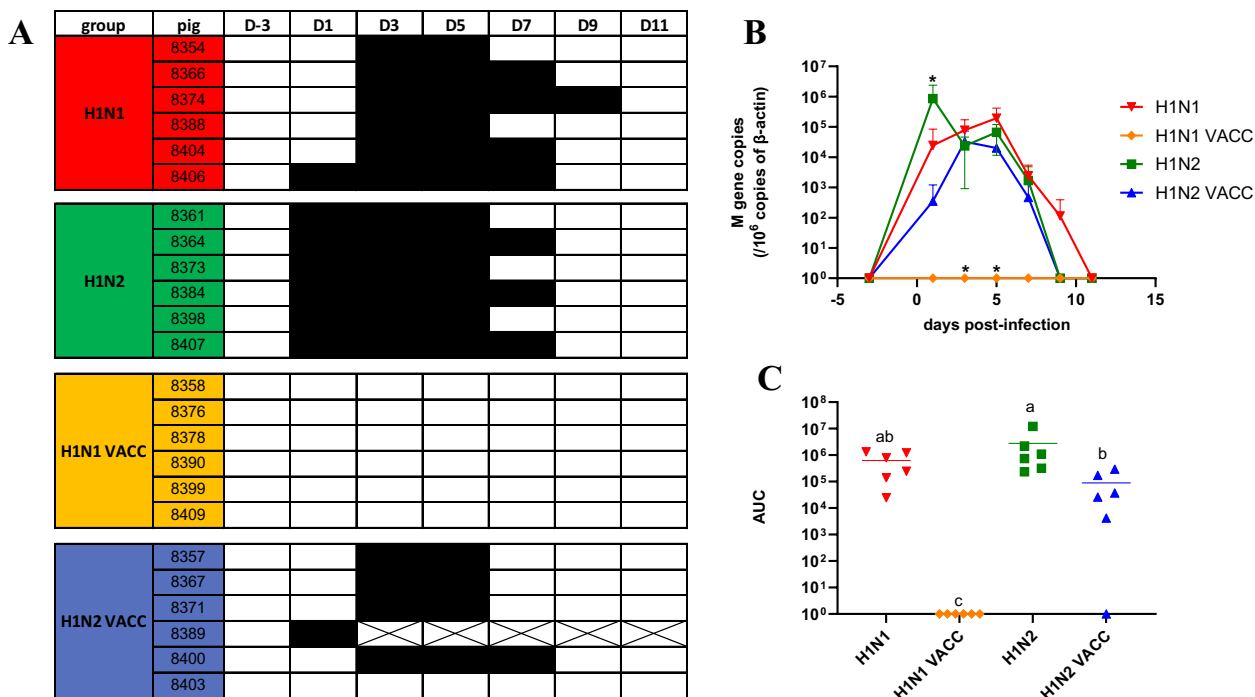 A
group pig D-3 D1 D3 D5 D7 D9 D11
H1N1
8354
8366
8374
8388
8404
8406
H1N2
8361
8364
8373
8384
8398
8407
H1N1 VACC
8358
8376
8378
8390
8399
8409
H1N2 VACC
8357
8367
8371
8389
8400
8403
B
M gene copies
(/10⁶ copies of β-actin)
10⁷
10⁶
10⁵
10⁴
10³
10²
10¹
10⁰
*
* *
-5 0 5 10 15
days post-infection
H1N1
H1N1 VACC
H1N2
H1N2 VACC
C
AUC
10⁸
10⁷
10⁶
10⁵
10⁴
10³
10²
10¹
10⁰
ab
c
a
b
H1N1
H1N1 VACC
H1N2
H1N2 VACC